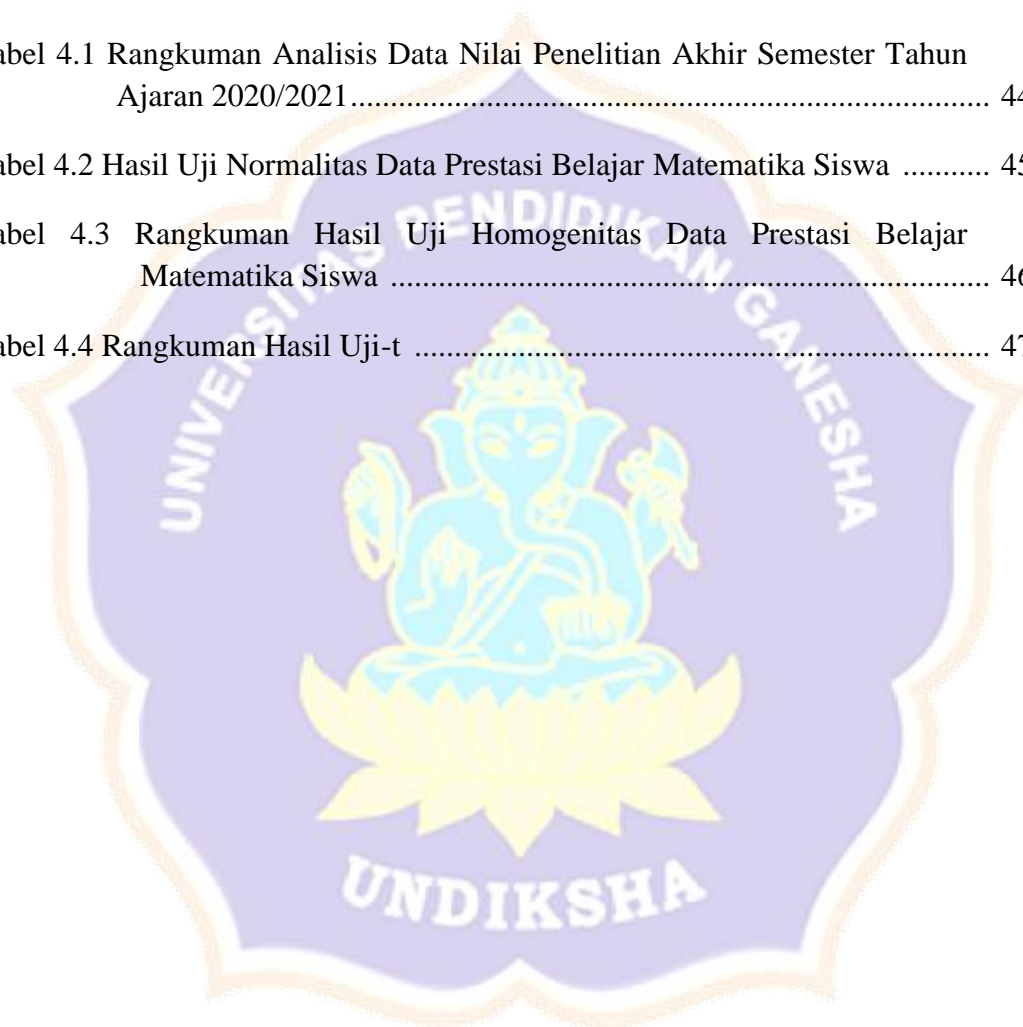 abel 4.1 Rangkuman Analisis Data Nilai Penelitian Akhir Semester Tahun
Ajaran 2020/2021............................................................................... 44
abel 4.2 Hasil Uji Normalitas Data Prestasi Belajar Matematika Siswa ........... 45
abel 4.3 Rangkuman Hasil Uji Homogenitas Data Prestasi Belajar
Matematika Siswa .......................................................................... 46
abel 4.4 Rangkuman Hasil Uji-t ....................................................................... 47
UNIVERSITAS PENDIDIKAN GANESHA
UNDIKSHA